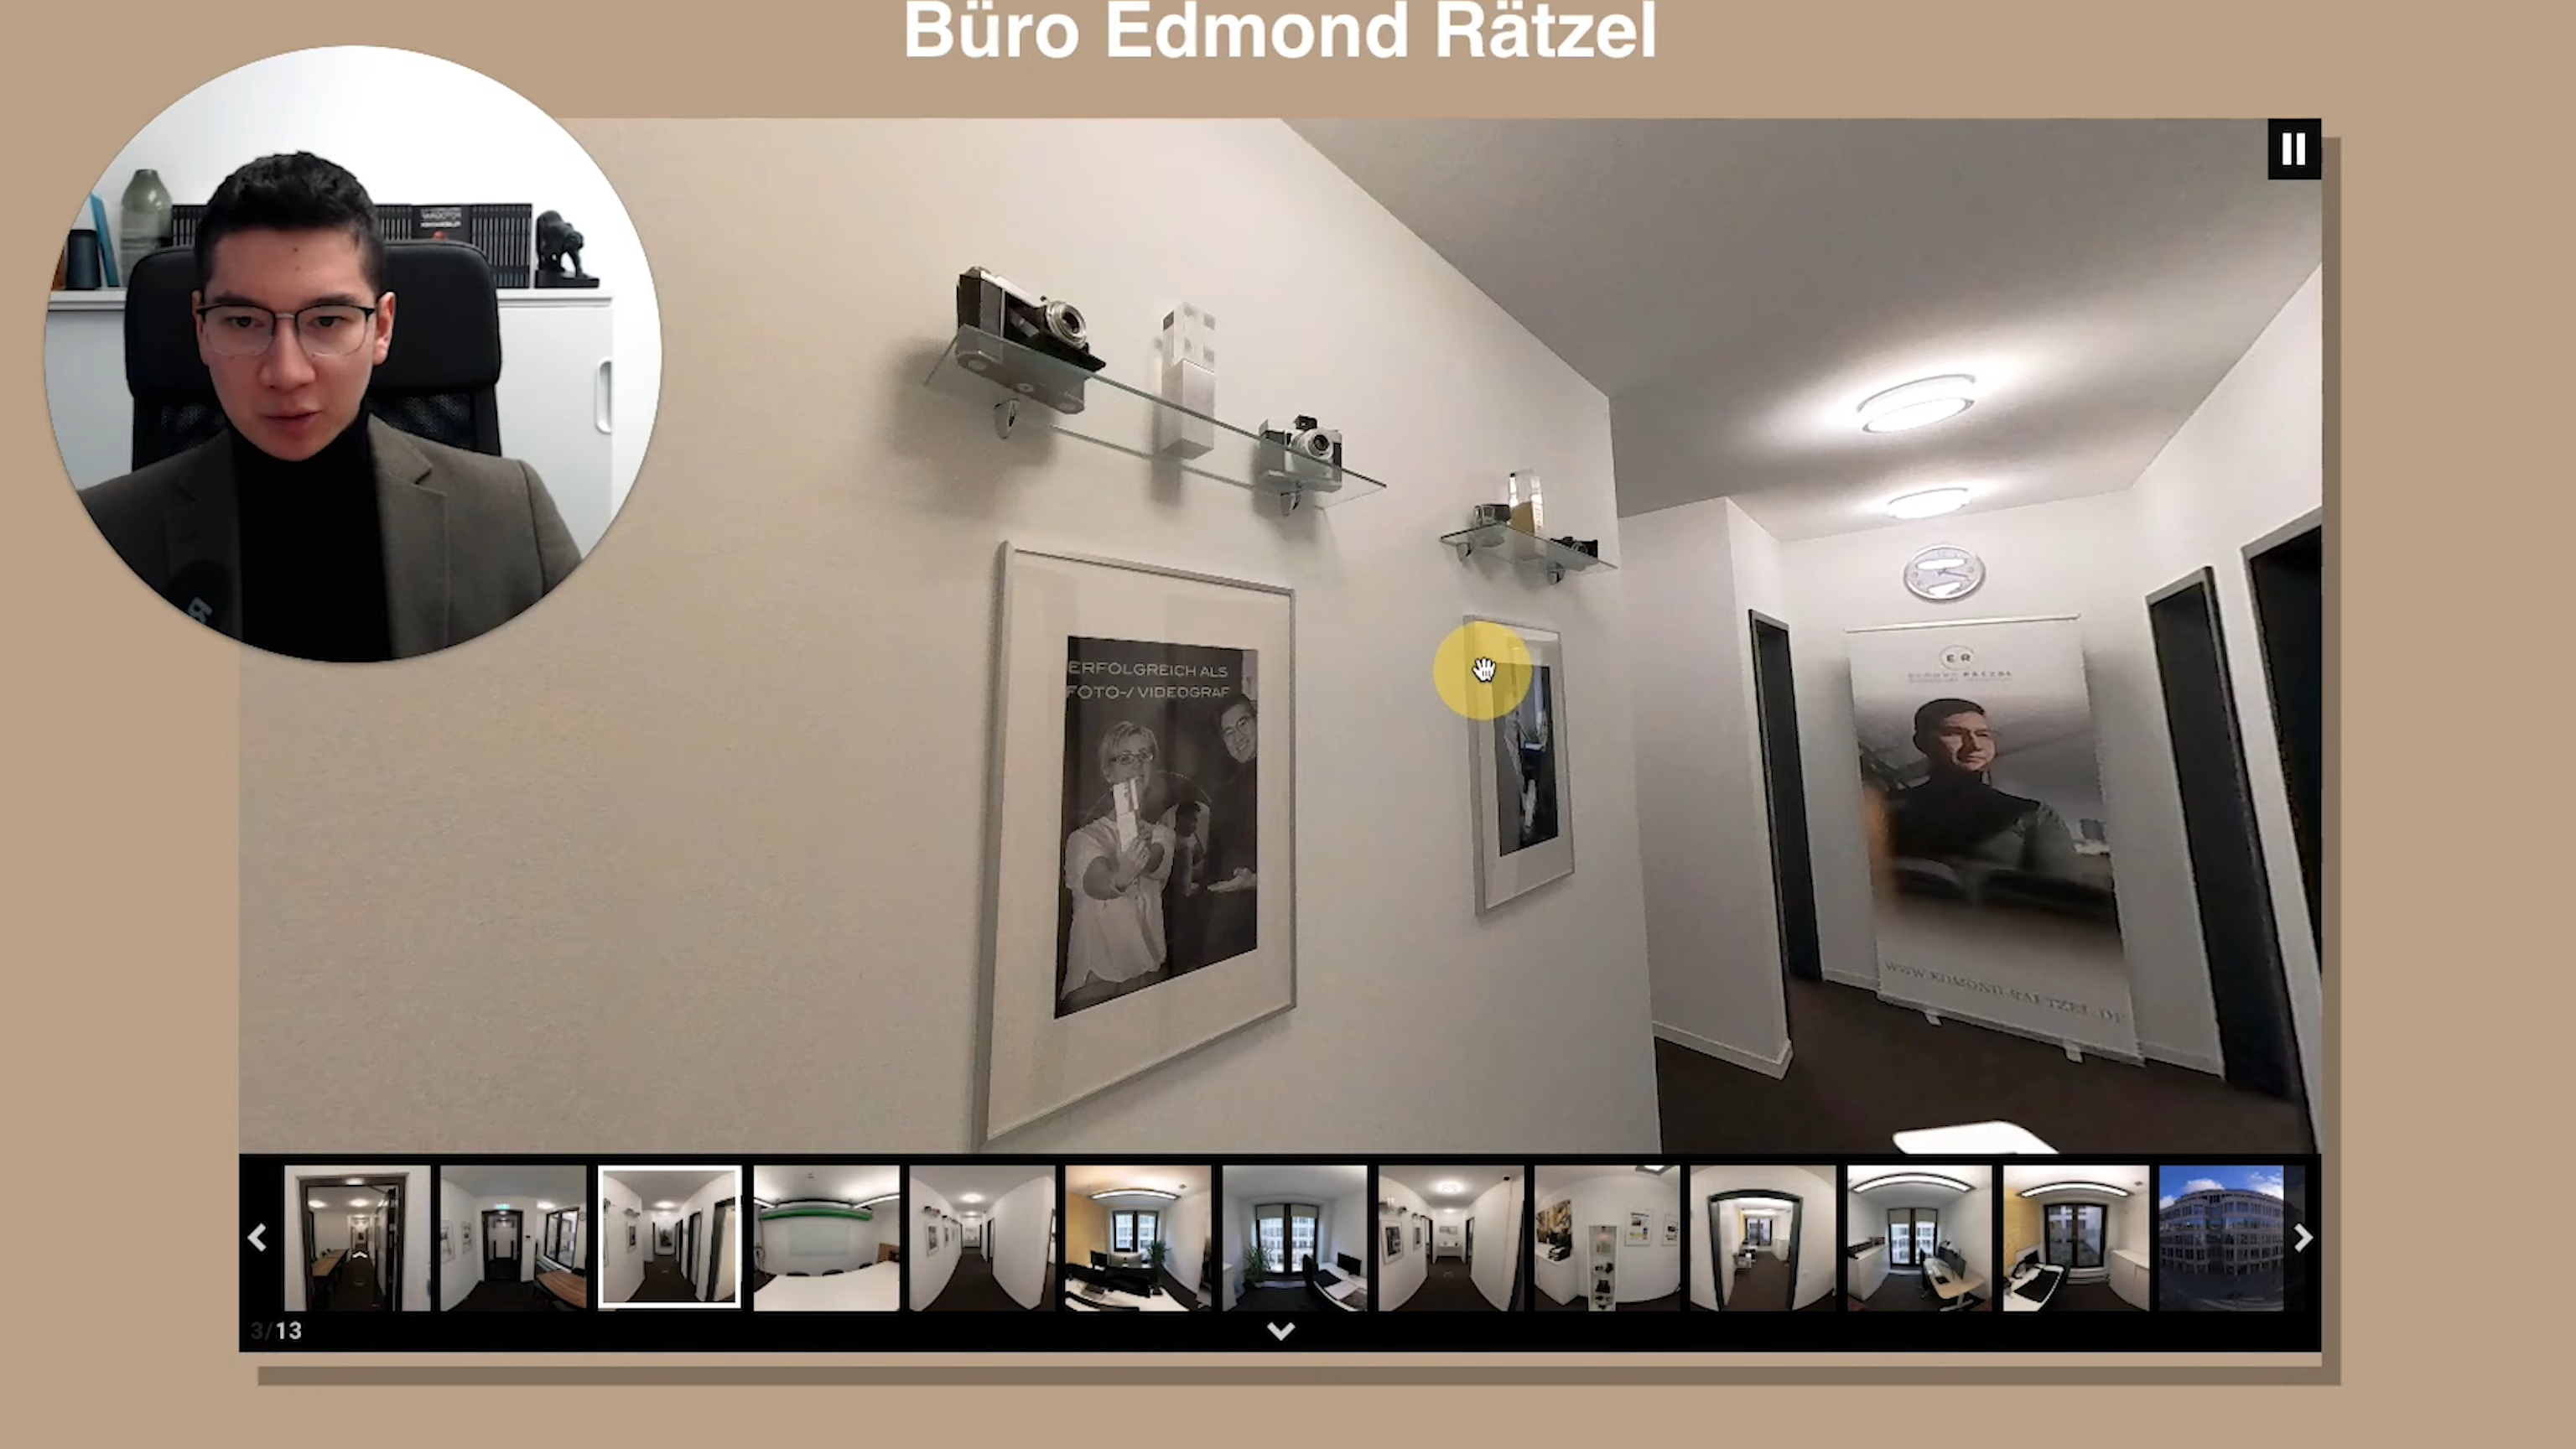 Büro Edmond Rätzel
ERFOLGREICH ALS
FOTO-/ VIDEOGRAF
E R
WWW.EDMOND-RAETZEL.DE
3/13